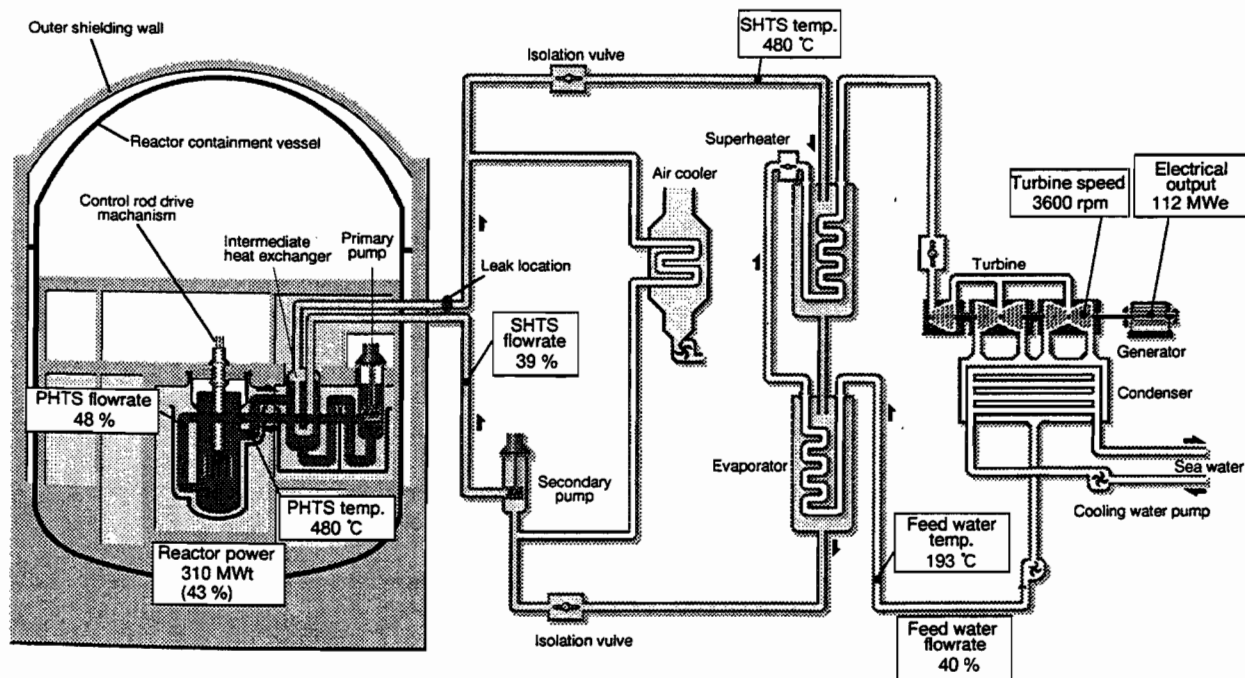 Outer shielding wall
Reactor containment vessel
Control rod drive
machanism
Intermediate
heat exchanger
Primary
pump
Leak location
Isolation vulve
SHTS temp.
480 ℃
Superheater
Air cooler
Turbine speed
3600 rpm
Electrical
output
112 MWe
Turbine
Generator
Condenser
Sea water
Cooling water pump
SHTS
flowrate
39 %
PHTS flowrate
48 %
PHTS temp.
480 ℃
Reactor power
310 MWt
(43 %)
Secondary
pump
Evaporator
Feed water
temp.
193 ℃
Isolation vulve
Feed water
flowrate
40 %